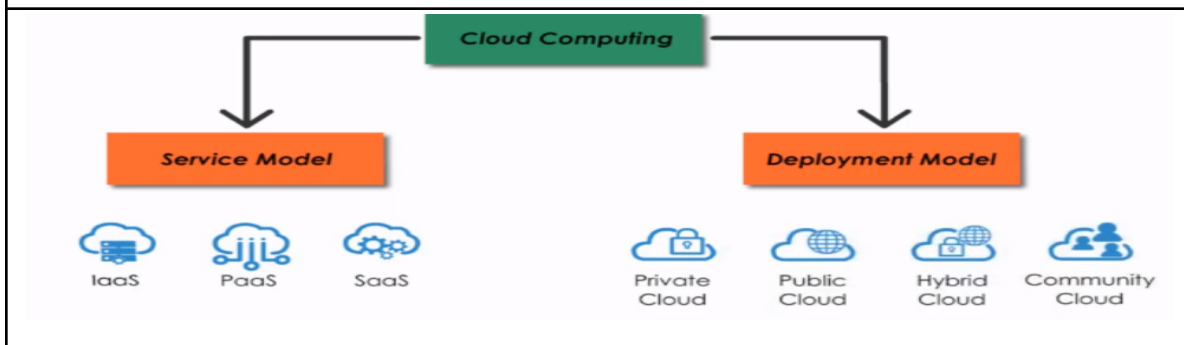 Cloud Computing
Service Model
Deployment Model
IaaS
PaaS
SaaS
Private
Cloud
Public
Cloud
Hybrid
Cloud
Community
Cloud